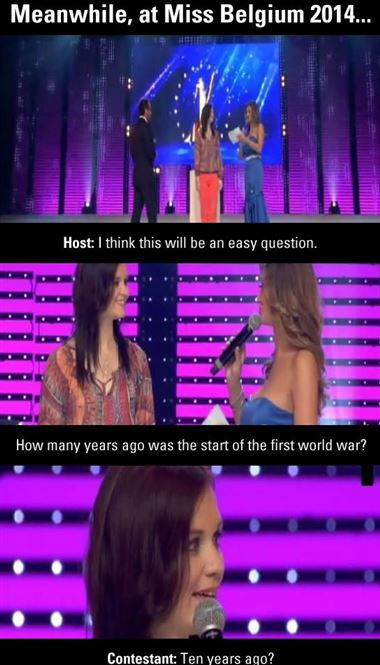 Meanwhile, at Miss Belgium 2014...
Host: I think this will be an easy question.
How many years ago was the start of the first world war?
Contestant: Ten years ago?